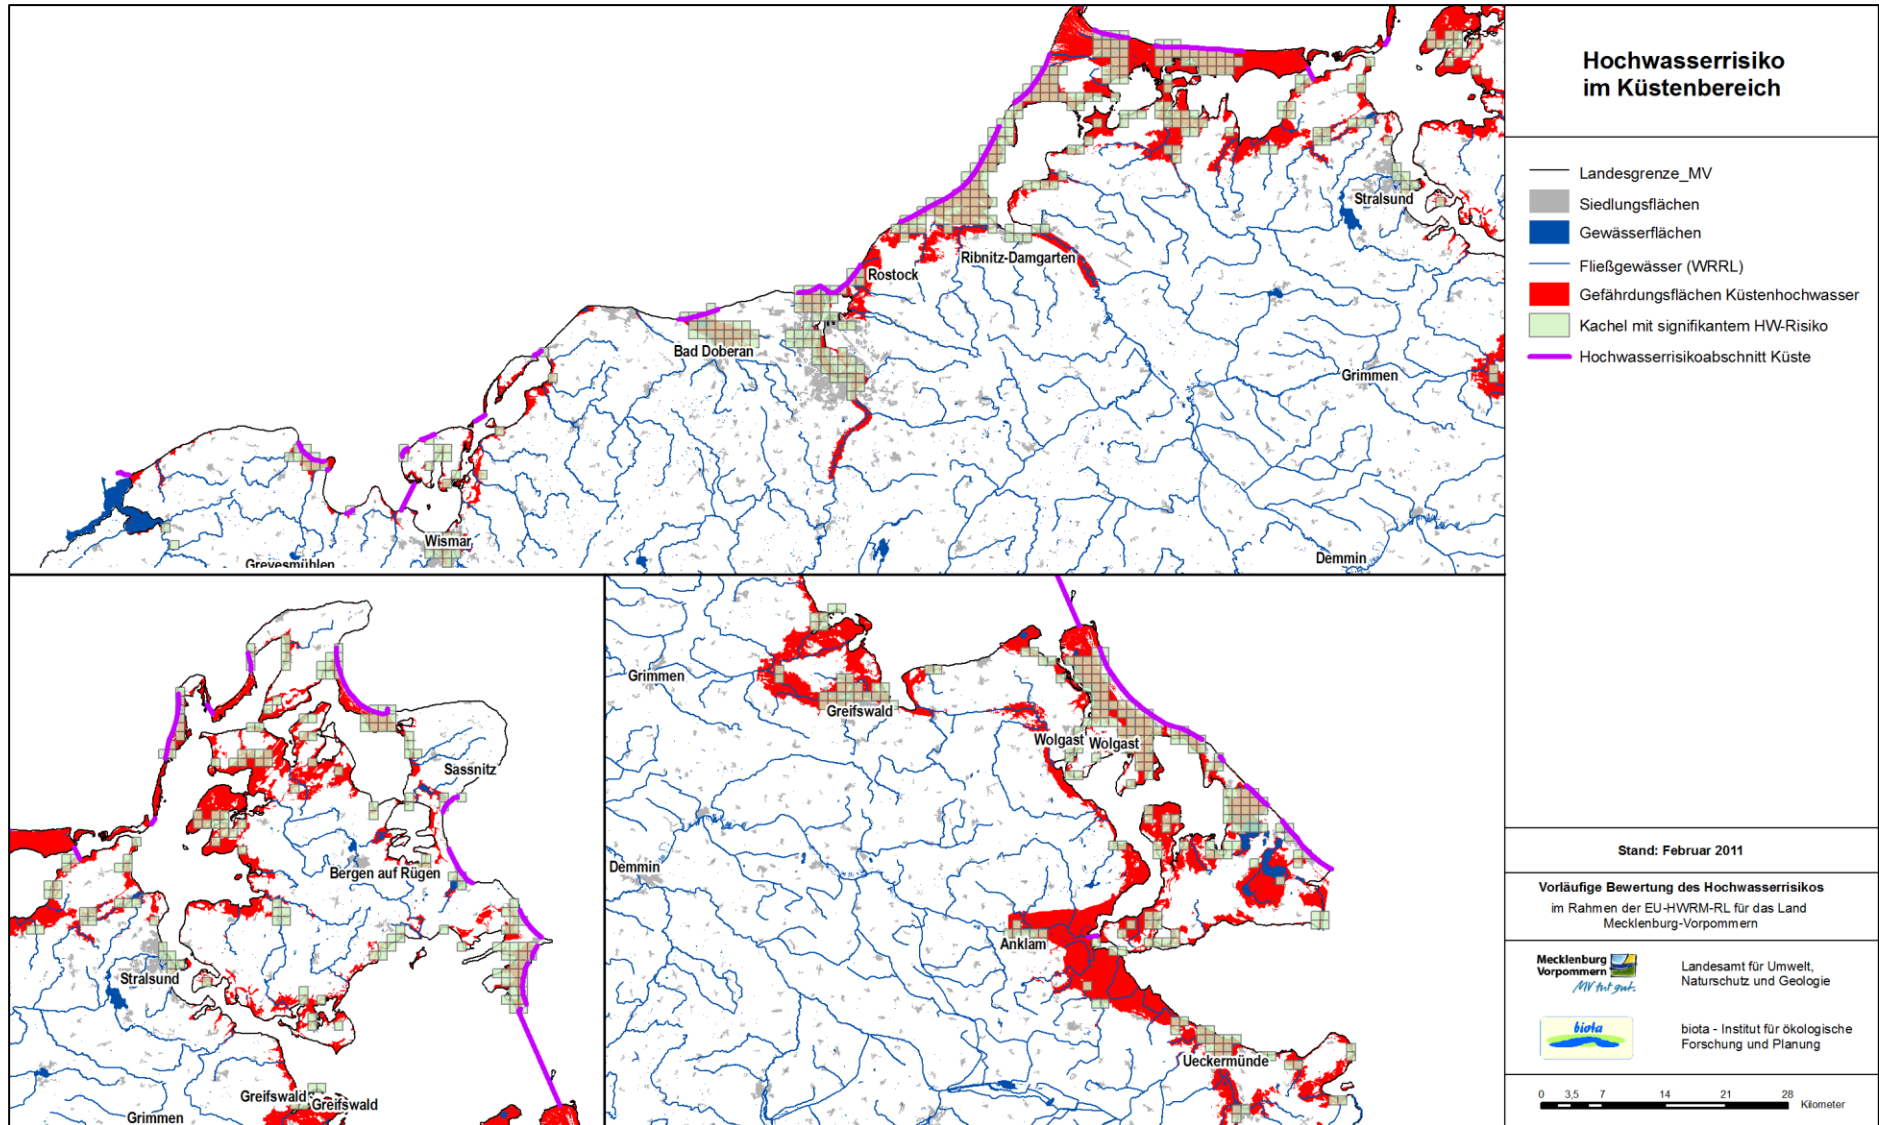 Hochwasserrisiko
im Küstenbereich
Landesgrenze_MV
Siedlungsflächen
Gewässerflächen
Fließgewässer (WRRL)
Gefährdungsflächen Küstenhochwasser
Kachel mit signifikantem HW-Risiko
Hochwasserrisikoabschnitt Küste
Stralsund
Ribnitz-Damgarten
Rostock
Bad Doberan
Grimmen
Wismar
Demmin
Grevesmühlen
Sassnitz
Bergen auf Rügen
Stralsund
Greifswald
Greifswald
Grimmen
Grimmen
Greifswald
Wolgast
Wolgast
Demmin
Anklam
Ueckermünde
Stand: Februar 2011
Vorläufige Bewertung des Hochwasserrisikos
im Rahmen der EU-HWRM-RL für das Land
Mecklenburg-Vorpommern
Mecklenburg
Vorpommern
MV tut gut.
Landesamt für Umwelt,
Naturschutz und Geologie
biota
biota - Institut für ökologische
Forschung und Planung
0 3,5 7 14 21 28
Kilometer